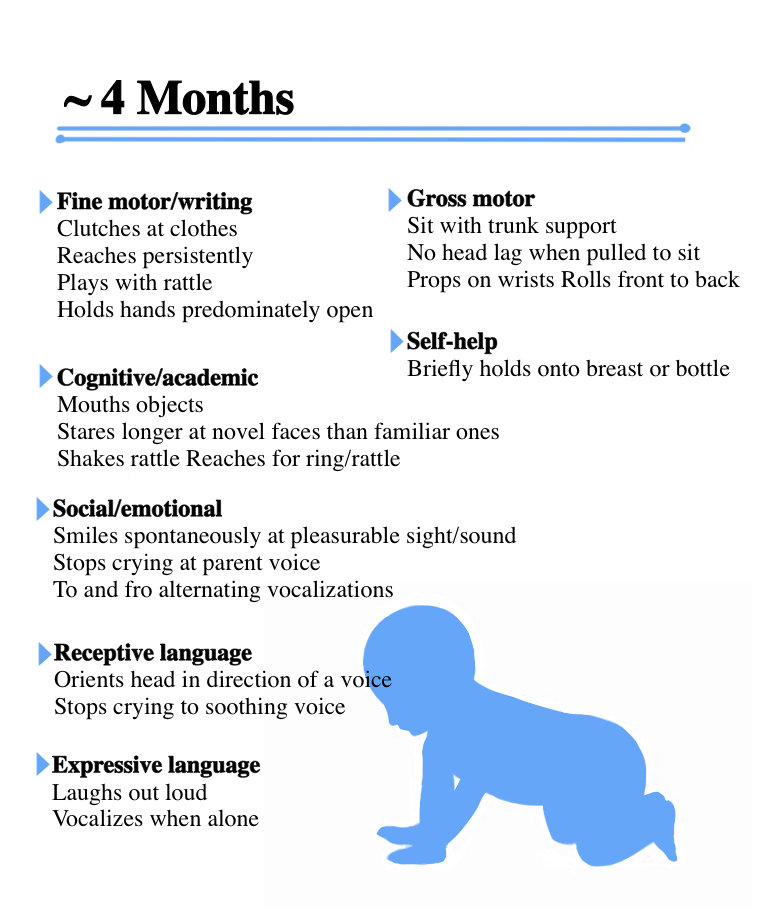 ~ 4 Months
Fine motor/writing
Clutches at clothes
Reaches persistently
Plays with rattle
Holds hands predominately open
Gross motor
Sit with trunk support
No head lag when pulled to sit
Props on wrists Rolls front to back
Self-help
Briefly holds onto breast or bottle
Cognitive/academic
Mouths objects
Stares longer at novel faces than familiar ones
Shakes rattle Reaches for ring/rattle
Social/emotional
Smiles spontaneously at pleasurable sight/sound
Stops crying at parent voice
To and fro alternating vocalizations
Receptive language
Orients head in direction of a voice
Stops crying to soothing voice
Expressive language
Laughs out loud
Vocalizes when alone